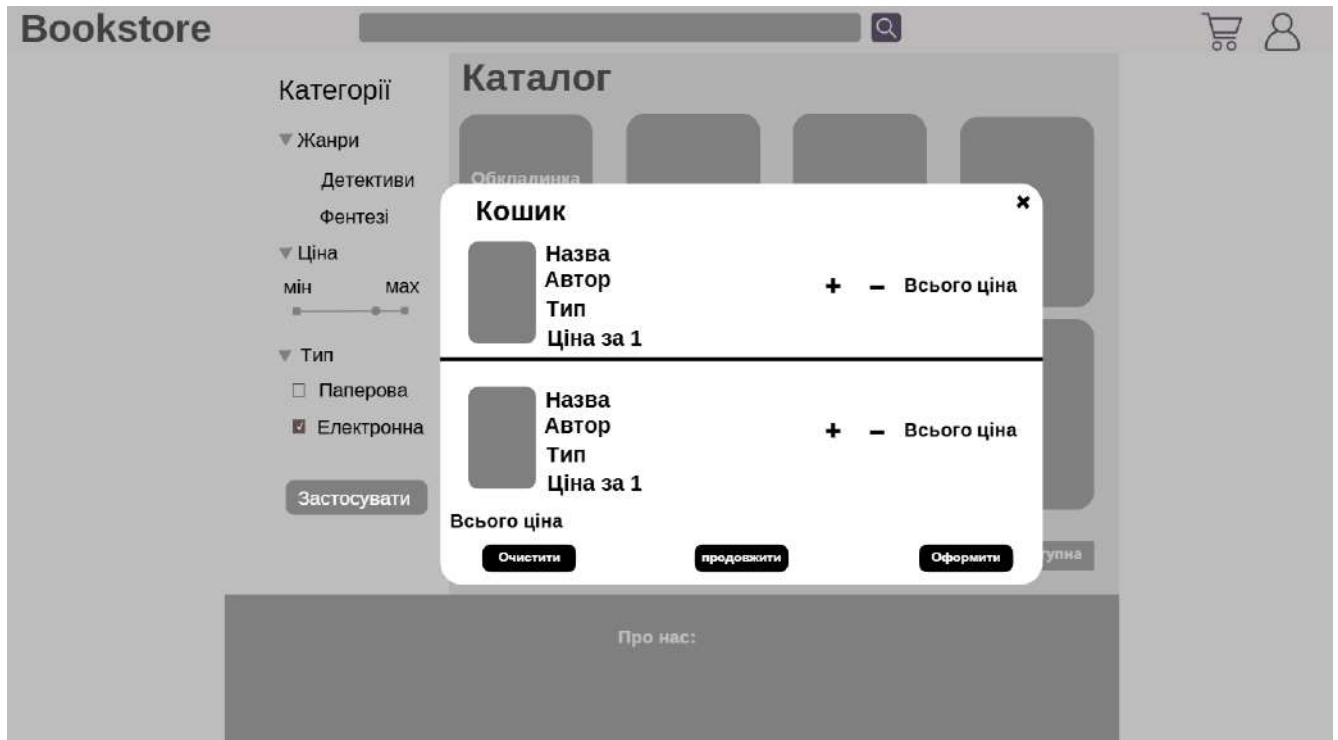 Bookstore
Категорії
Жанри
Детективи
Фентезі
Ціна
мін max
Тип
Паперова
Електронна
Застосувати
Каталог
Обкладинка
Кошик
Назва
Автор
Тип
Ціна за 1
+ – Всього ціна
Назва
Автор
Тип
Ціна за 1
+ – Всього ціна
Всього ціна
Очистити продовжити Оформити
Про нас: